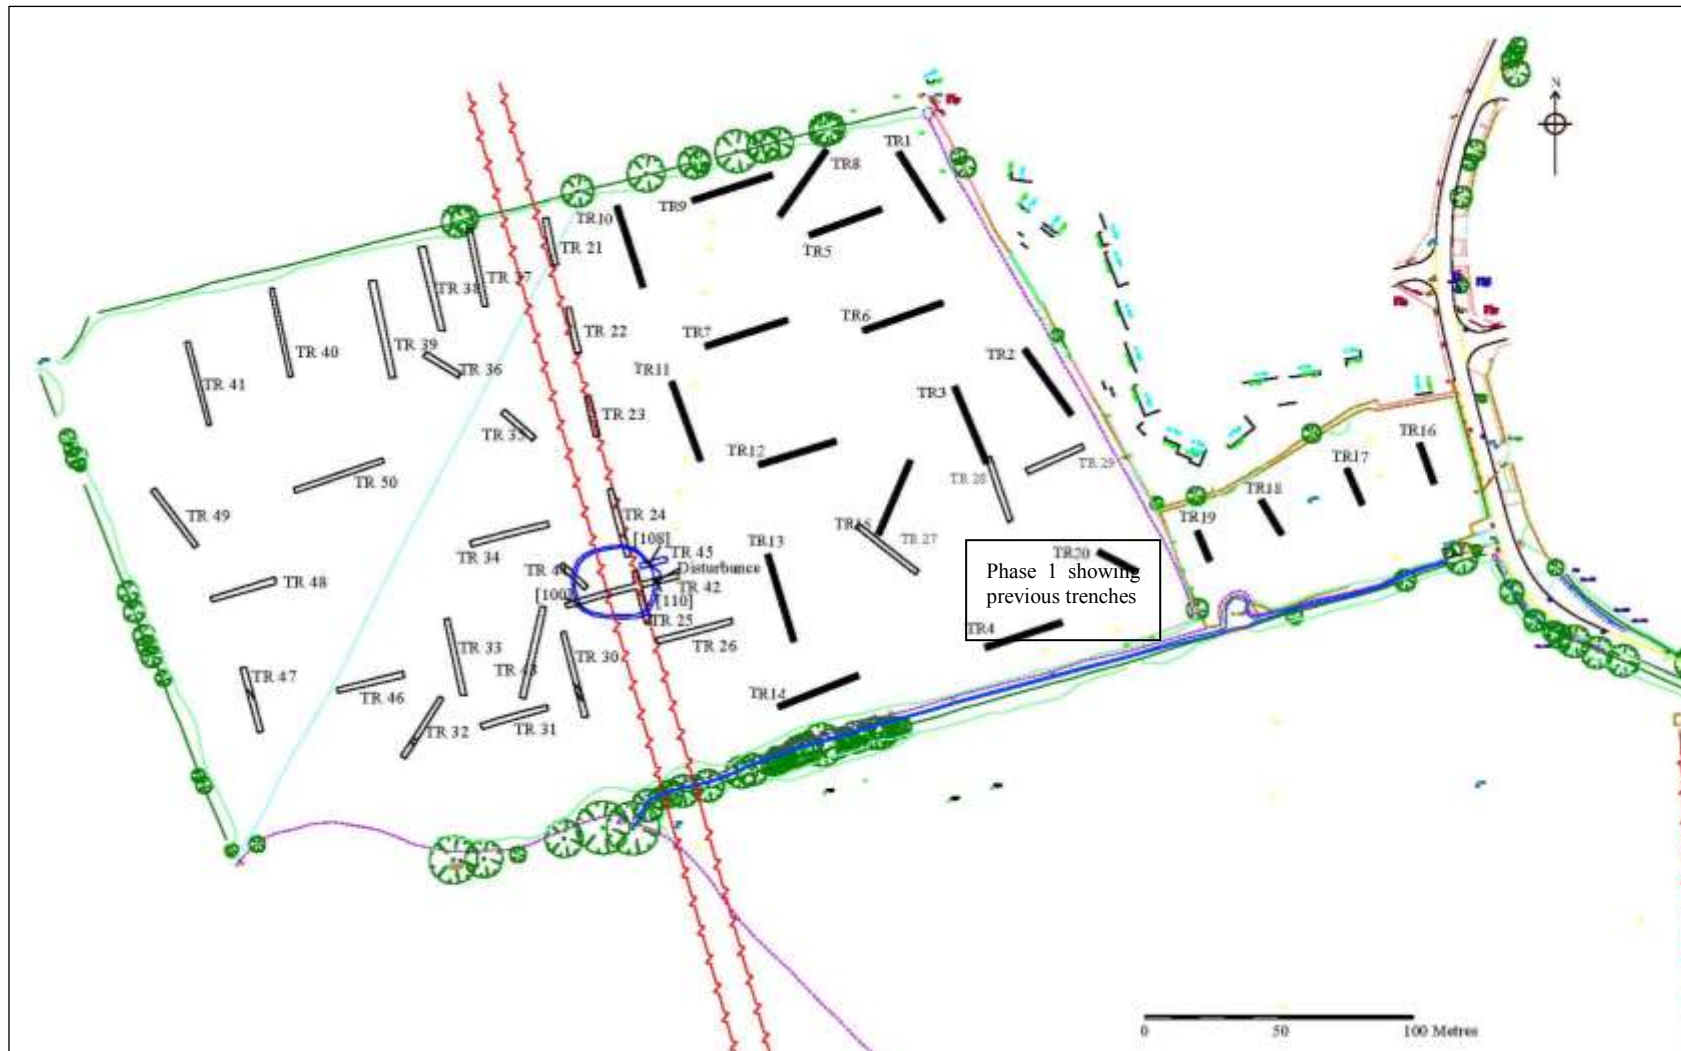 N
TR1
TR8
TR9
TR10
TR5
TR 21
TR 37
TR 38
TR 22
TR7
TR6
TR 40
TR 39
TR 36
TR2
TR11
TR 41
TR3
TR 23
TR 35
TR16
TR12
TR17
TR 29
TR 28
TR 50
TR18
TR 49
TR 24
TR15
TR19
TR 34
[108]
TR 45
TR13
TR 27
TR20
Disturbance
TR 42
Phase 1 showing
previous trenches
TR 48
[110]
TR 25
TR4
TR 26
TR 33
TR 30
TR 47
TR 46
TR14
TR 32
TR 31
0 50 100 Metres